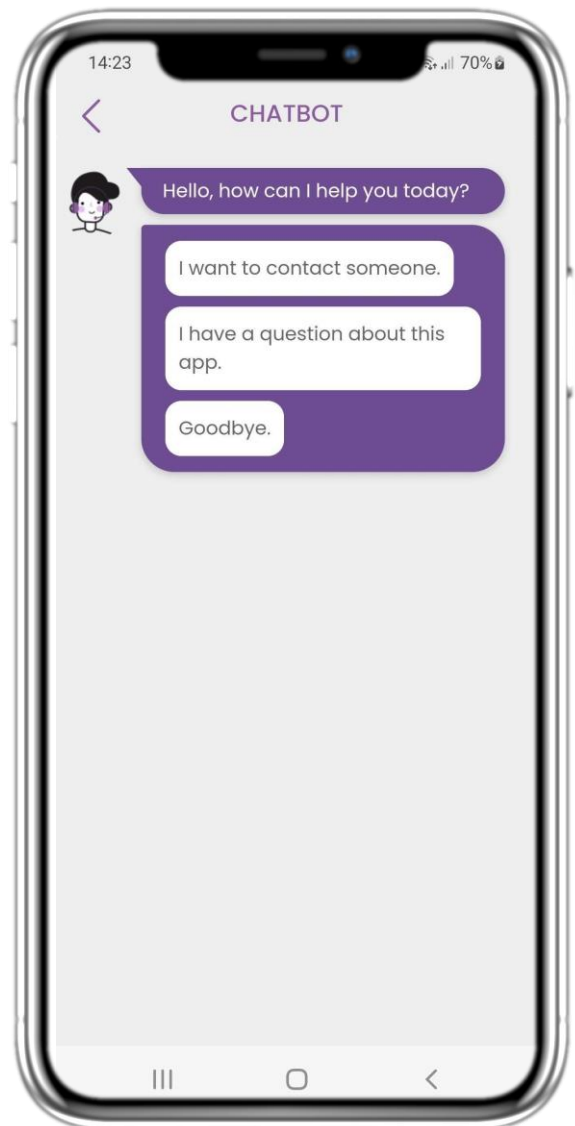 14:23
70%
CHATBOT
Hello, how can I help you today?
I want to contact someone.
I have a question about this
app.
Goodbye.